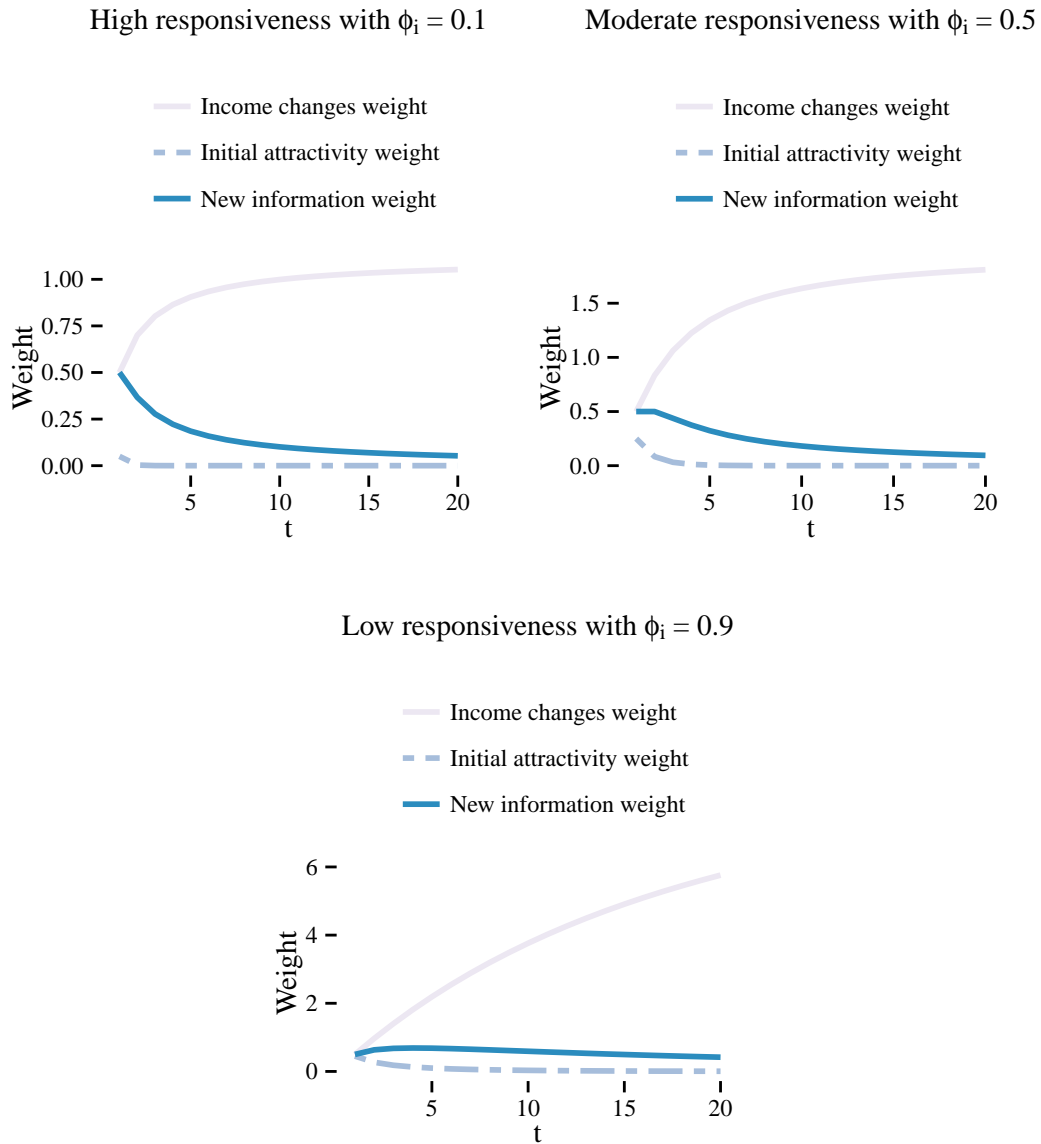 High responsiveness with ϕi = 0.1
Income changes weight
Initial attractivity weight
New information weight
1.00
0.75
0.50
0.25
0.00
Weight
5 10 15 20
t
Moderate responsiveness with ϕi = 0.5
Income changes weight
Initial attractivity weight
New information weight
1.5
1.0
0.5
0.0
Weight
5 10 15 20
t
Low responsiveness with ϕi = 0.9
Income changes weight
Initial attractivity weight
New information weight
6
4
2
0
Weight
5 10 15 20
t